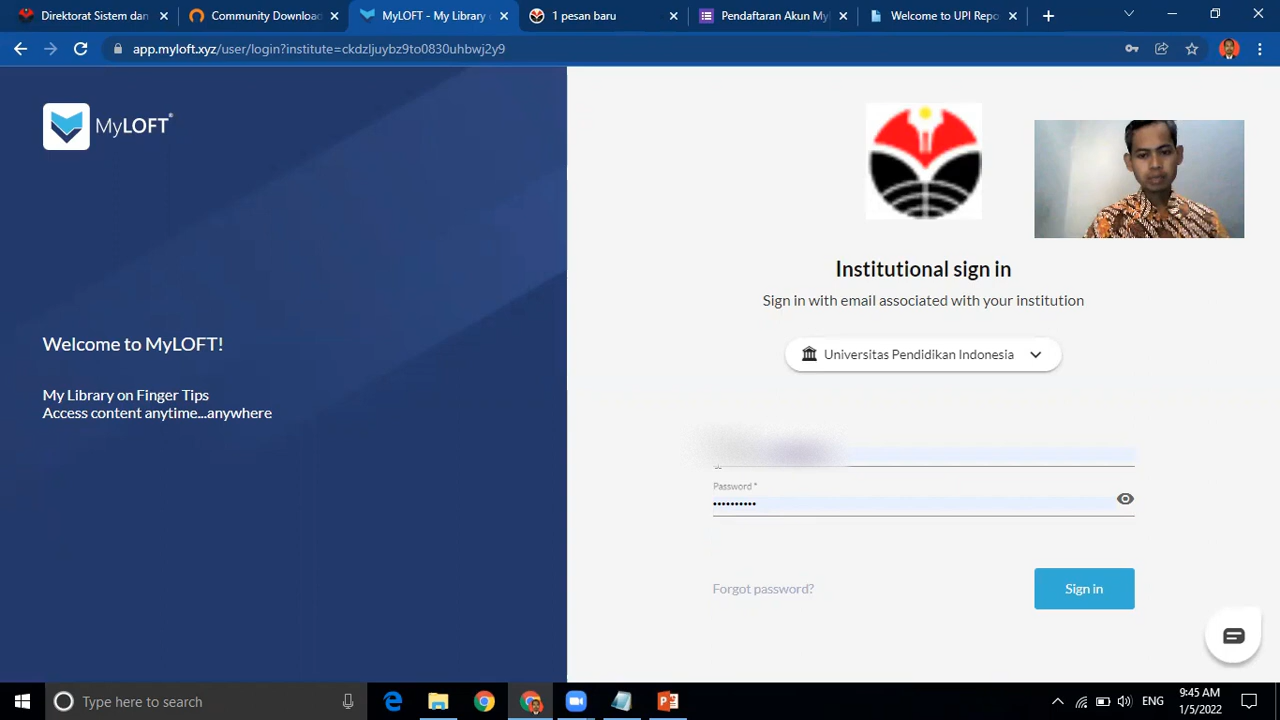 Direktorat Sistem dan
Community Download
MyLOFT - My Library
1 pesan baru
Pendaftaran Akun My
Welcome to UPI Repo
app.myloft.xyz/user/login?institute=ckdzljuybz9to0830uhbwj2y9
MyLOFT®
Institutional sign in
Sign in with email associated with your institution
Universitas Pendidikan Indonesia
Welcome to MyLOFT!
My Library on Finger Tips
Access content anytime...anywhere
Password *
••••••••••
Forgot password?
Sign in
Type here to search
ENG
9:45 AM
1/5/2022